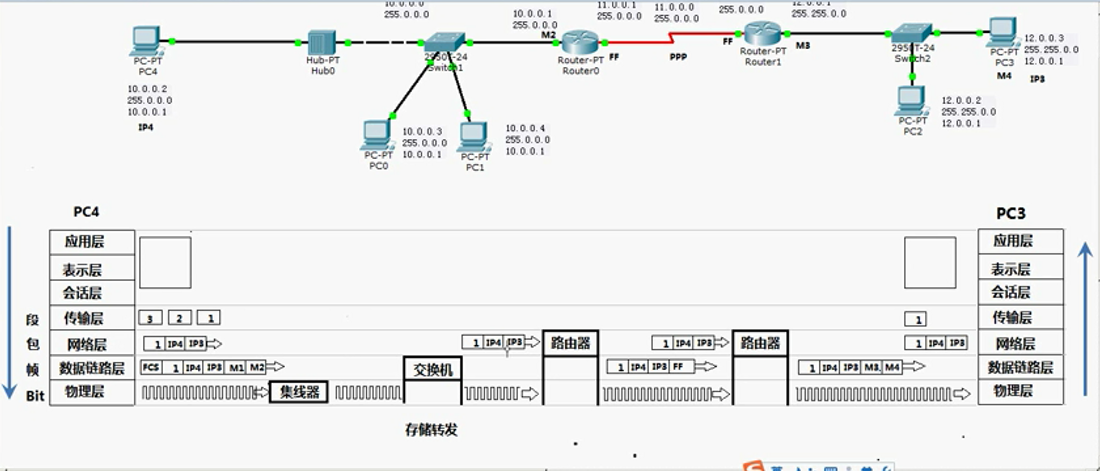 255.0.0.0
10.0.0.1
255.0.0.0
M2
11.0.0.1
255.0.0.0
11.0.0.0
255.0.0.0
255.0.0.0
FF
PPP
FF
255.255.0.0
M3
PC-PT
PC4
Hub-PT
Hub0
2950T-24
Switch1
Router-PT
Router0
Router-PT
Router1
2950T-24
Switch2
PC-PT
PC3
M4
12.0.0.3
255.255.0.0
12.0.0.1
IP3
10.0.0.2
255.0.0.0
10.0.0.1
IP4
PC-PT
PC0
10.0.0.3
255.0.0.0
10.0.0.1
PC-PT
PC1
10.0.0.4
255.0.0.0
10.0.0.1
PC-PT
PC2
12.0.0.2
255.255.0.0
12.0.0.1
PC4
PC3
应用层
应用层
表示层
表示层
会话层
会话层
段 传输层 3 2 1 1 传输层
包 网络层 1 IP4 IP3 1 IP4 IP3 路由器 1 IP4 IP3 路由器 1 IP4 IP3 网络层
帧 数据链路层 FCS 1 IP4 IP3 M1 M2 交换机 1 IP4 IP3 FF 1 IP4 IP3 M3 M4 数据链路层
Bit 物理层 集线器 物理层
存储转发